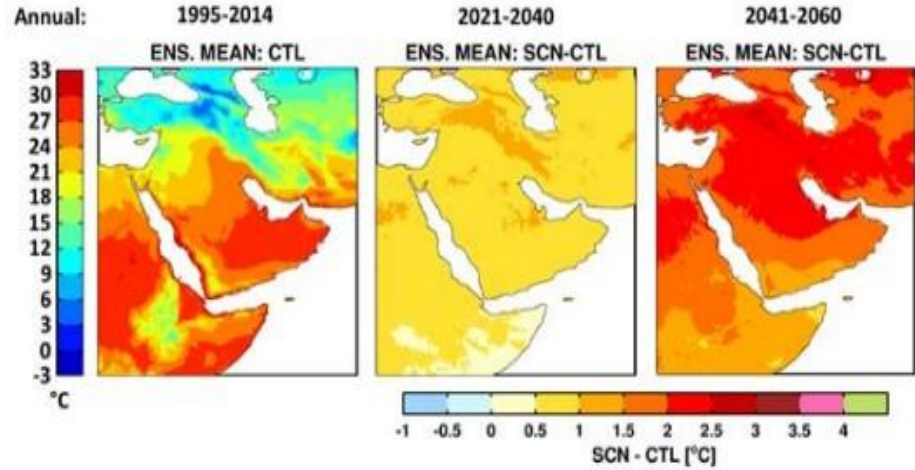 Annual: 1995-2014 2021-2040 2041-2060
ENS. MEAN: CTL ENS. MEAN: SCN-CTL ENS. MEAN: SCN-CTL
33
30
27
24
21
18
15
12
9
6
3
0
-3
°C
-1 -0.5 0 0.5 1 1.5 2 2.5 3 3.5 4
SCN - CTL [°C]